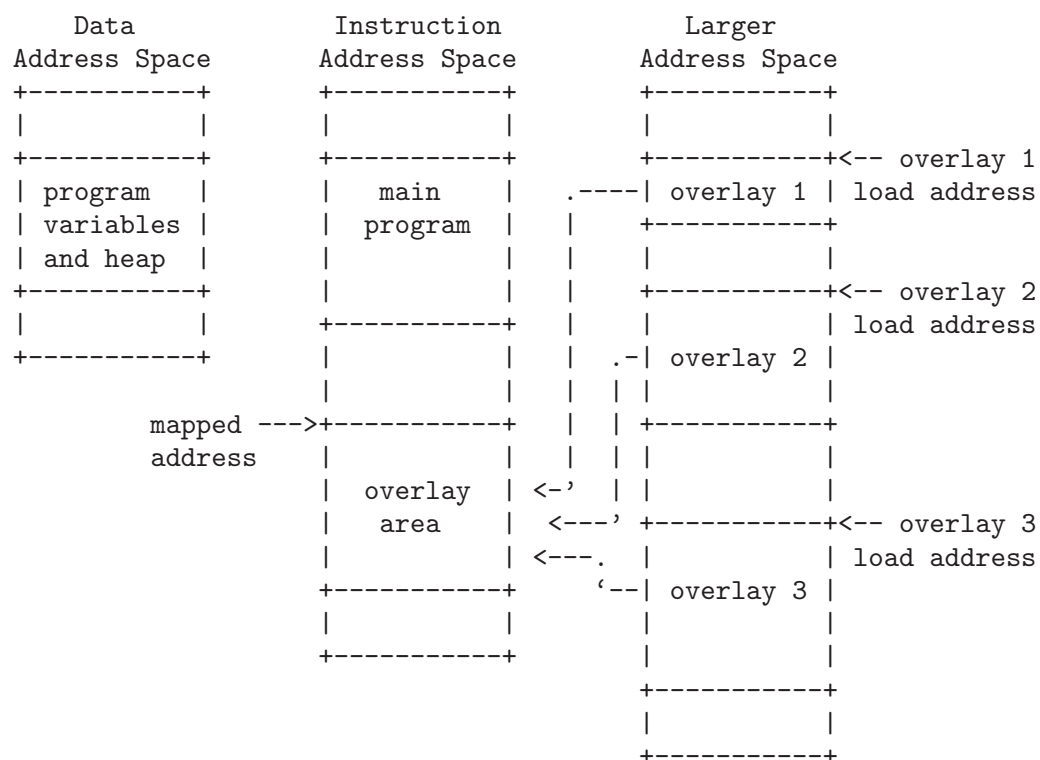 Data             Instruction            Larger
Address Space       Address Space        Address Space
+-----------+       +-----------+        +-----------+
|           |       |           |        |           |
+-----------+       +-----------+        +-----------+<-- overlay 1
| program   |       |   main    |   .----| overlay 1 | load address
| variables |       |  program  |   |    +-----------+
| and heap  |       |           |   |    |           |
+-----------+       |           |   |    +-----------+<-- overlay 2
|           |       +-----------+   |    |           | load address
+-----------+       |           |   |  .-| overlay 2 |
                    |           |   |  | |           |
         mapped --->+-----------+   |  | +-----------+
         address    |           |   |  | |           |
                    |  overlay  | <-'  | |           |
                    |   area    |  <---' +-----------+<-- overlay 3
                    |           | <---.  |           | load address
                    +-----------+     `--| overlay 3 |
                    |           |        |           |
                    +-----------+        |           |
                                         +-----------+
                                         |           |
                                         +-----------+